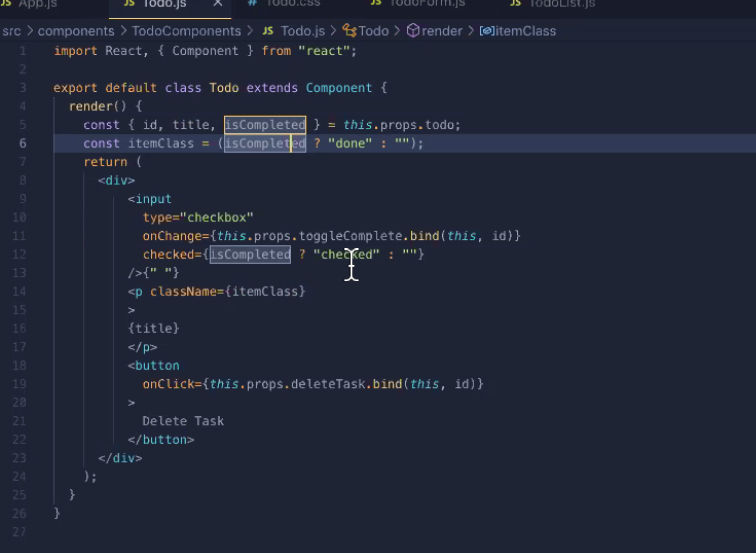 JS App.js JS Todo.js × # Todo.css JS TodoForm.js JS TodoList.js
src > components > TodoComponents > JS Todo.js > Todo > render > itemClass
1 import React, { Component } from "react";
2
3 export default class Todo extends Component {
4 render() {
5 const { id, title, isCompleted } = this.props.todo;
6 const itemClass = (isCompleted ? "done" : "");
7 return (
8 <div>
9 <input
10 type="checkbox"
11 onChange={this.props.toggleComplete.bind(this, id)}
12 checked={isCompleted ? "checked" : ""}
13 />{" "}
14 <p className={itemClass}
15 >
16 {title}
17 </p>
18 <button
19 onClick={this.props.deleteTask.bind(this, id)}
20 >
21 Delete Task
22 </button>
23 </div>
24 );
25 }
26 }
27